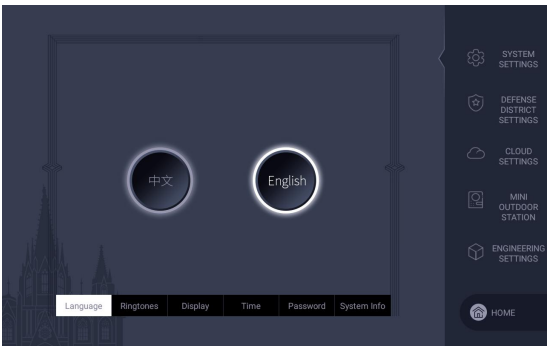 中文
English
Language Ringtones Display Time Password System Info
SYSTEM
SETTINGS
DEFENSE
DISTRICT
SETTINGS
CLOUD
SETTINGS
MINI
OUTDOOR
STATION
ENGINEERING
SETTINGS
HOME